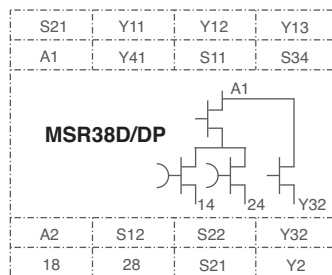 S21 Y11 Y12 Y13
A1 Y41 S11 S34
A1
MSR38D/DP
14 24 Y32
A2 S12 S22 Y32
18 28 S21 Y2